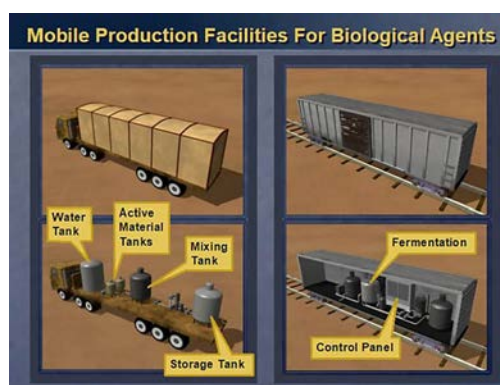 Mobile Production Facilities For Biological Agents
Water
Tank
Active
Material
Tanks
Mixing
Tank
Storage Tank
Fermentation
Control Panel